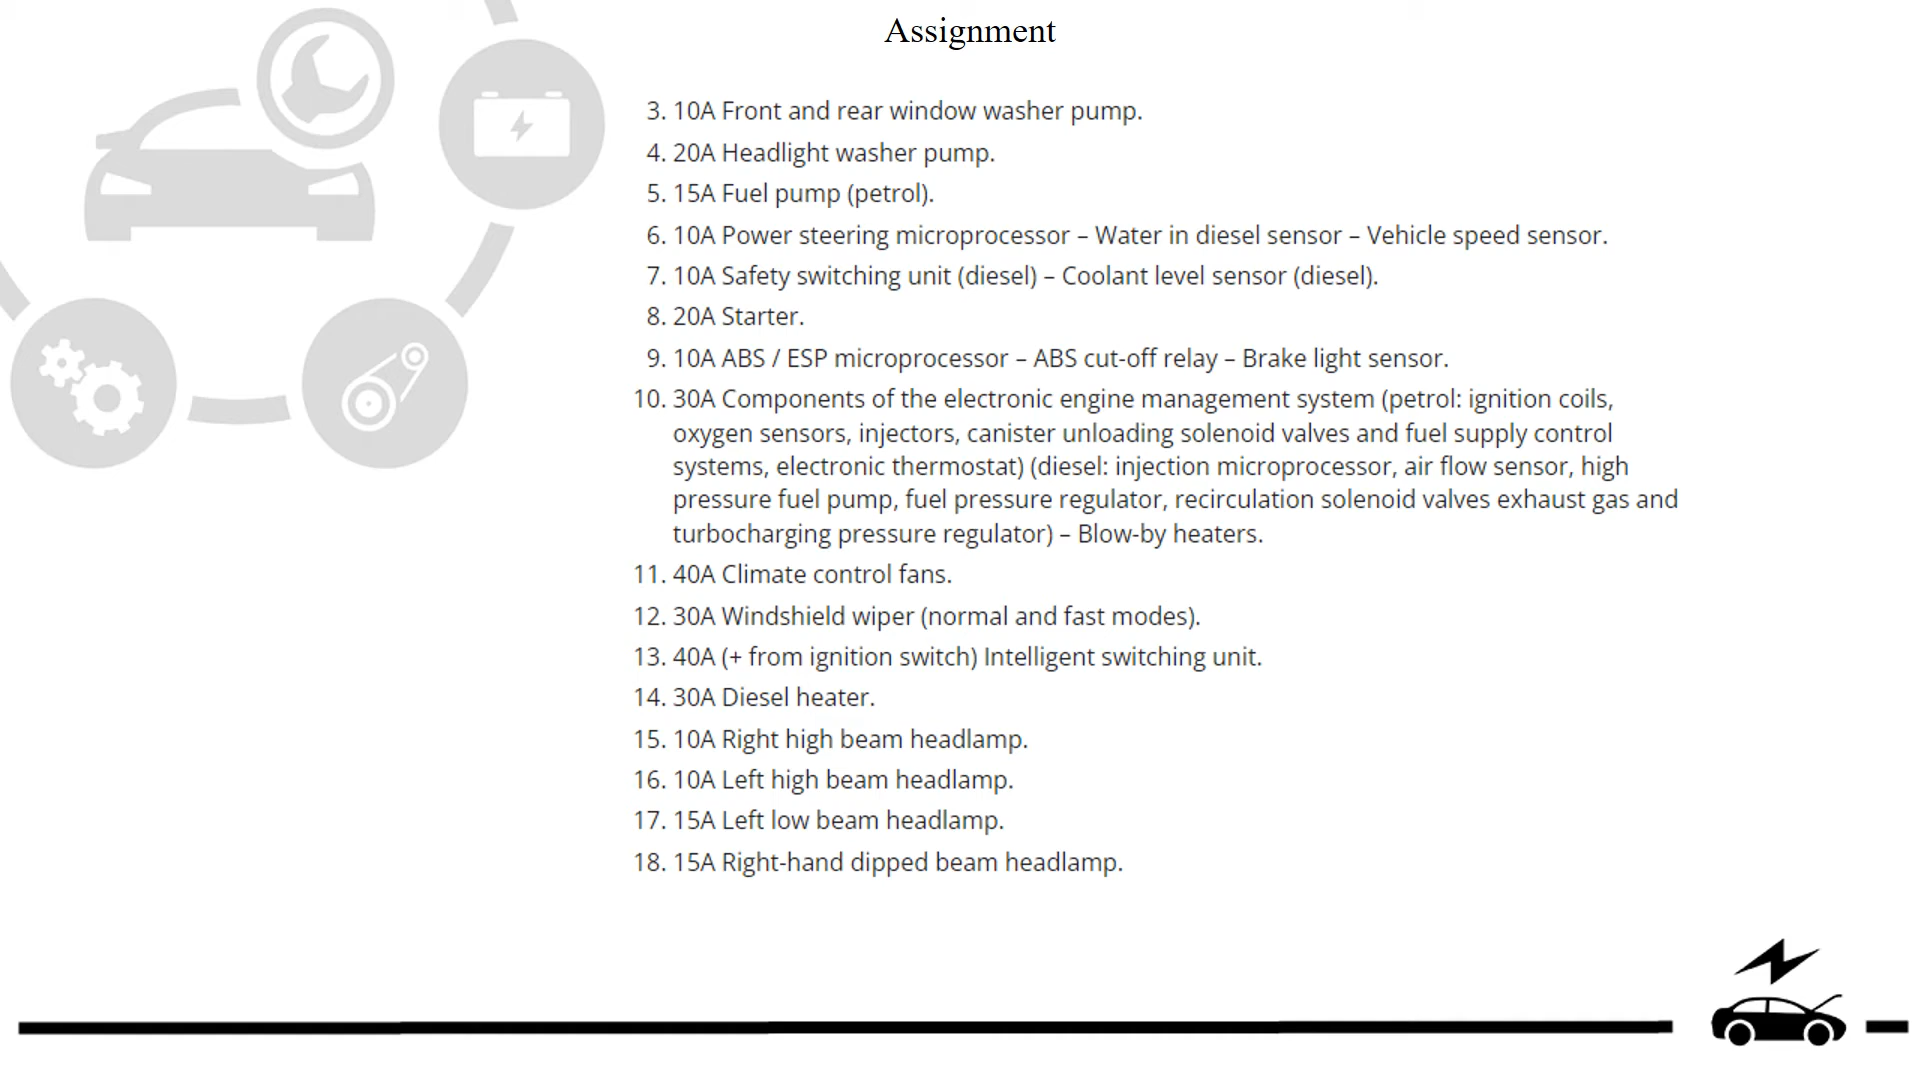 Assignment
3. 10A Front and rear window washer pump.
4. 20A Headlight washer pump.
5. 15A Fuel pump (petrol).
6. 10A Power steering microprocessor – Water in diesel sensor – Vehicle speed sensor.
7. 10A Safety switching unit (diesel) – Coolant level sensor (diesel).
8. 20A Starter.
9. 10A ABS / ESP microprocessor – ABS cut-off relay – Brake light sensor.
10. 30A Components of the electronic engine management system (petrol: ignition coils,
oxygen sensors, injectors, canister unloading solenoid valves and fuel supply control
systems, electronic thermostat) (diesel: injection microprocessor, air flow sensor, high
pressure fuel pump, fuel pressure regulator, recirculation solenoid valves exhaust gas and
turbocharging pressure regulator) – Blow-by heaters.
11. 40A Climate control fans.
12. 30A Windshield wiper (normal and fast modes).
13. 40A (+ from ignition switch) Intelligent switching unit.
14. 30A Diesel heater.
15. 10A Right high beam headlamp.
16. 10A Left high beam headlamp.
17. 15A Left low beam headlamp.
18. 15A Right-hand dipped beam headlamp.